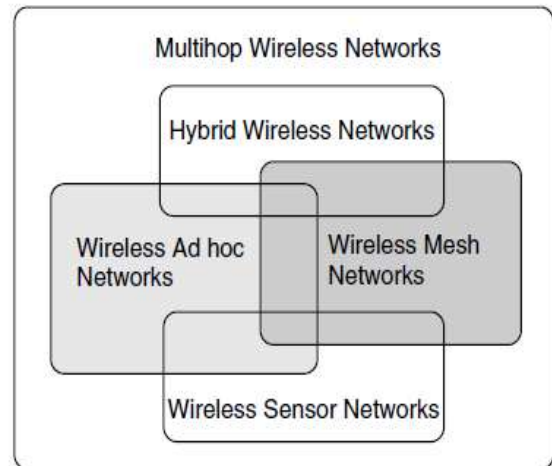 Multihop Wireless Networks
Hybrid Wireless Networks
Wireless Ad hoc
Networks
Wireless Mesh
Networks
Wireless Sensor Networks